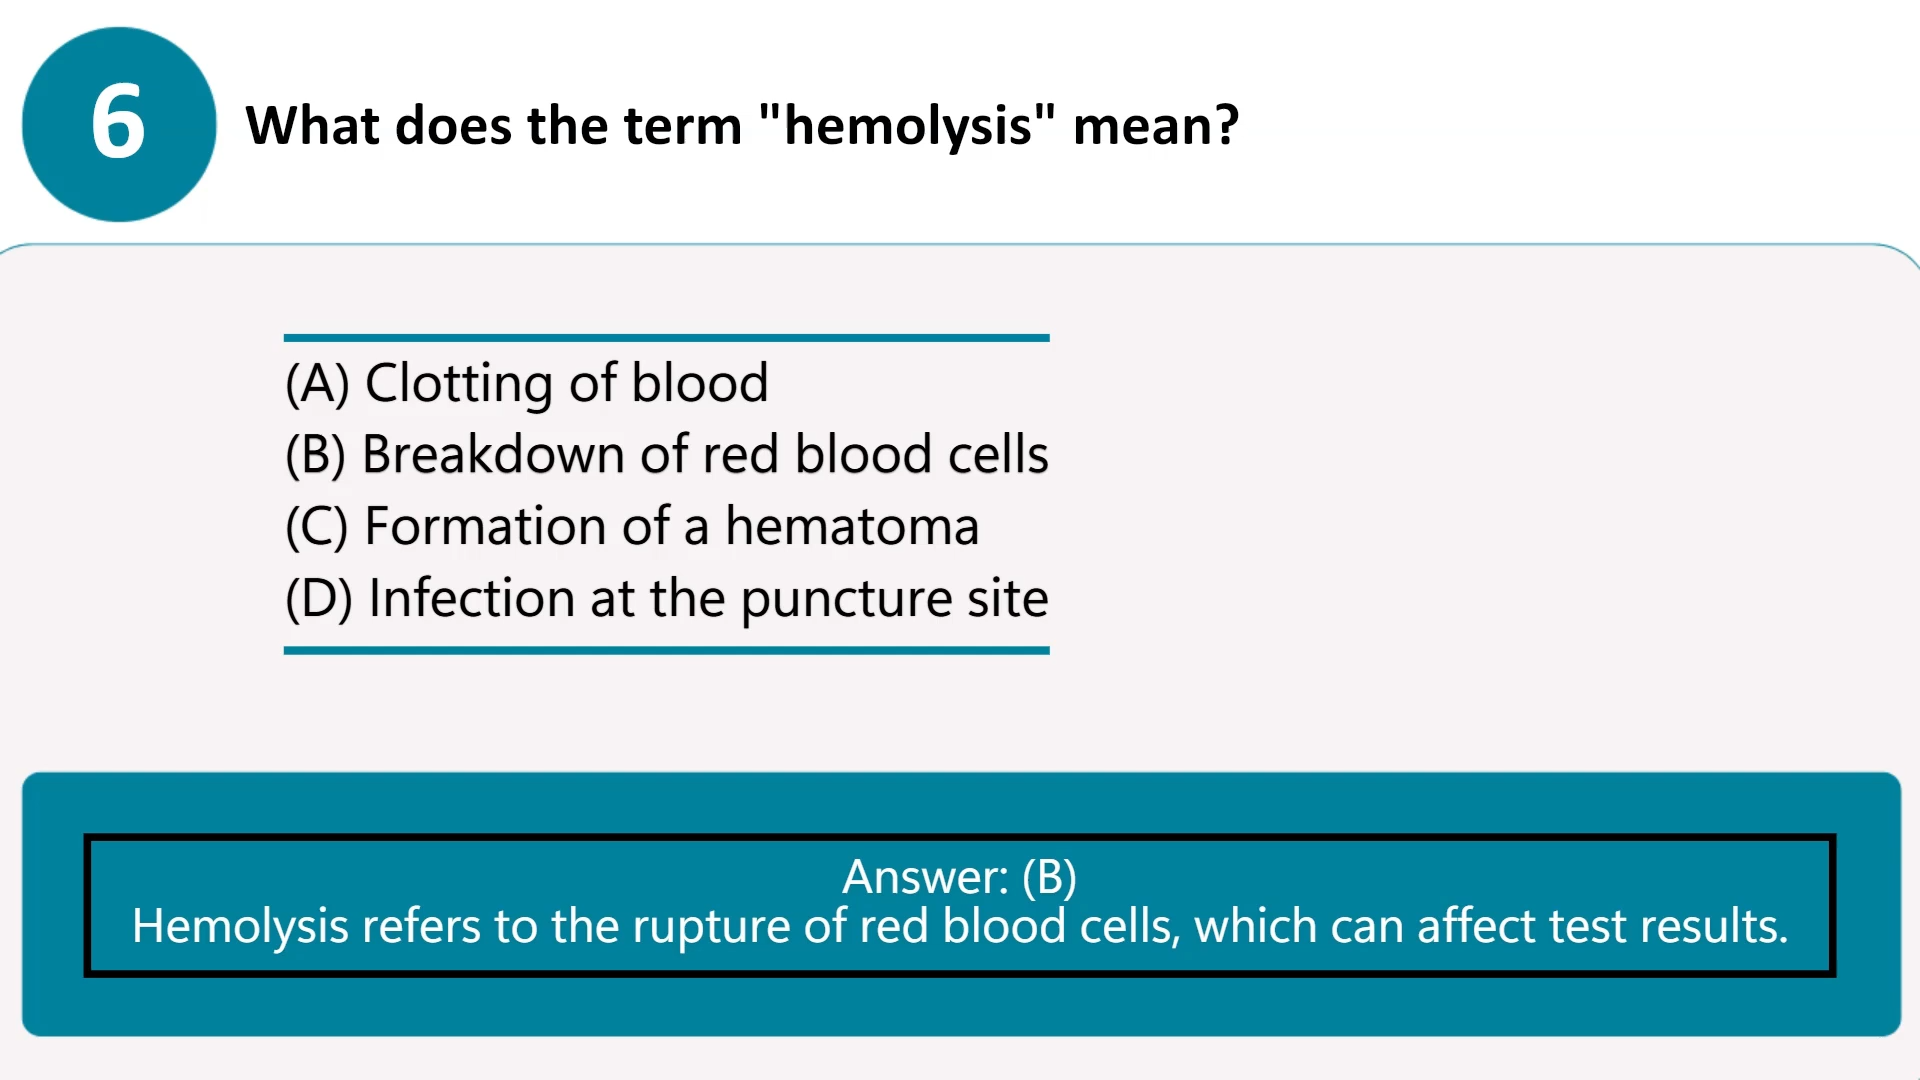 6
What does the term "hemolysis" mean?
(A) Clotting of blood
(B) Breakdown of red blood cells
(C) Formation of a hematoma
(D) Infection at the puncture site
Answer: (B)
Hemolysis refers to the rupture of red blood cells, which can affect test results.